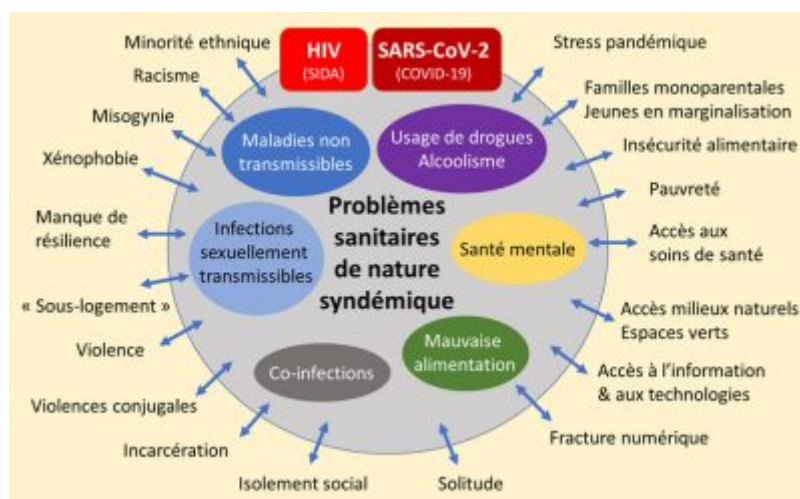 HIV
(SIDA)
SARS-CoV-2
(COVID-19)
Minorité ethnique
Racisme
Misogynie
Xénophobie
Manque de
résilience
« Sous-logement »
Violence
Violences conjugales
Incarcération
Isolement social
Stress pandémique
Familles monoparentales
Jeunes en marginalisation
Insécurité alimentaire
Pauvreté
Accès aux
soins de santé
Accès milieux naturels
Espaces verts
Accès à l'information
& aux technologies
Fracture numérique
Solitude
Maladies non
transmissibles
Usage de drogues
Alcoolisme
Infections
sexuellement
transmissibles
Problèmes
sanitaires
de nature
syndémique
Santé mentale
Mauvaise
alimentation
Co-infections